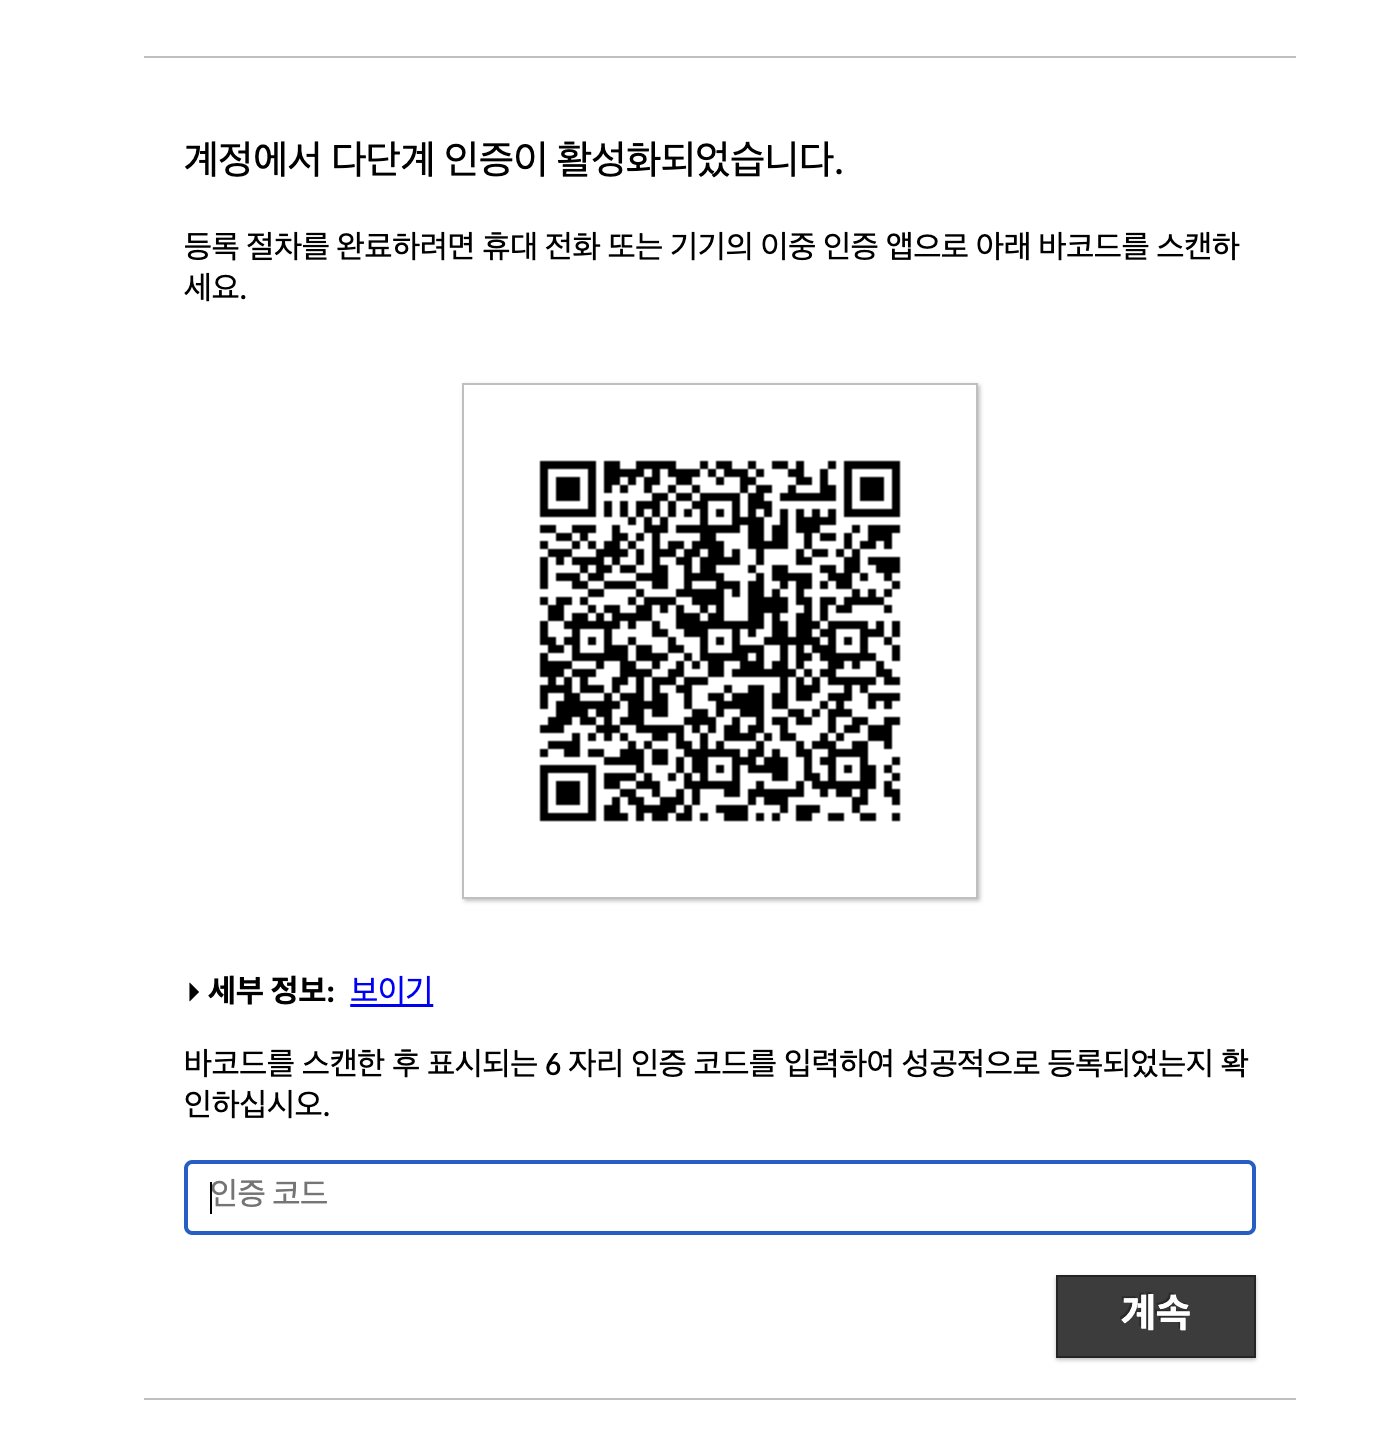 계정에서 다단계 인증이 활성화되었습니다.
등록 절차를 완료하려면 휴대 전화 또는 기기의 이중 인증 앱으로 아래 바코드를 스캔하
세요.
세부 정보: 보이기
바코드를 스캔한 후 표시되는 6 자리 인증 코드를 입력하여 성공적으로 등록되었는지 확
인하십시오.
인증 코드
계속